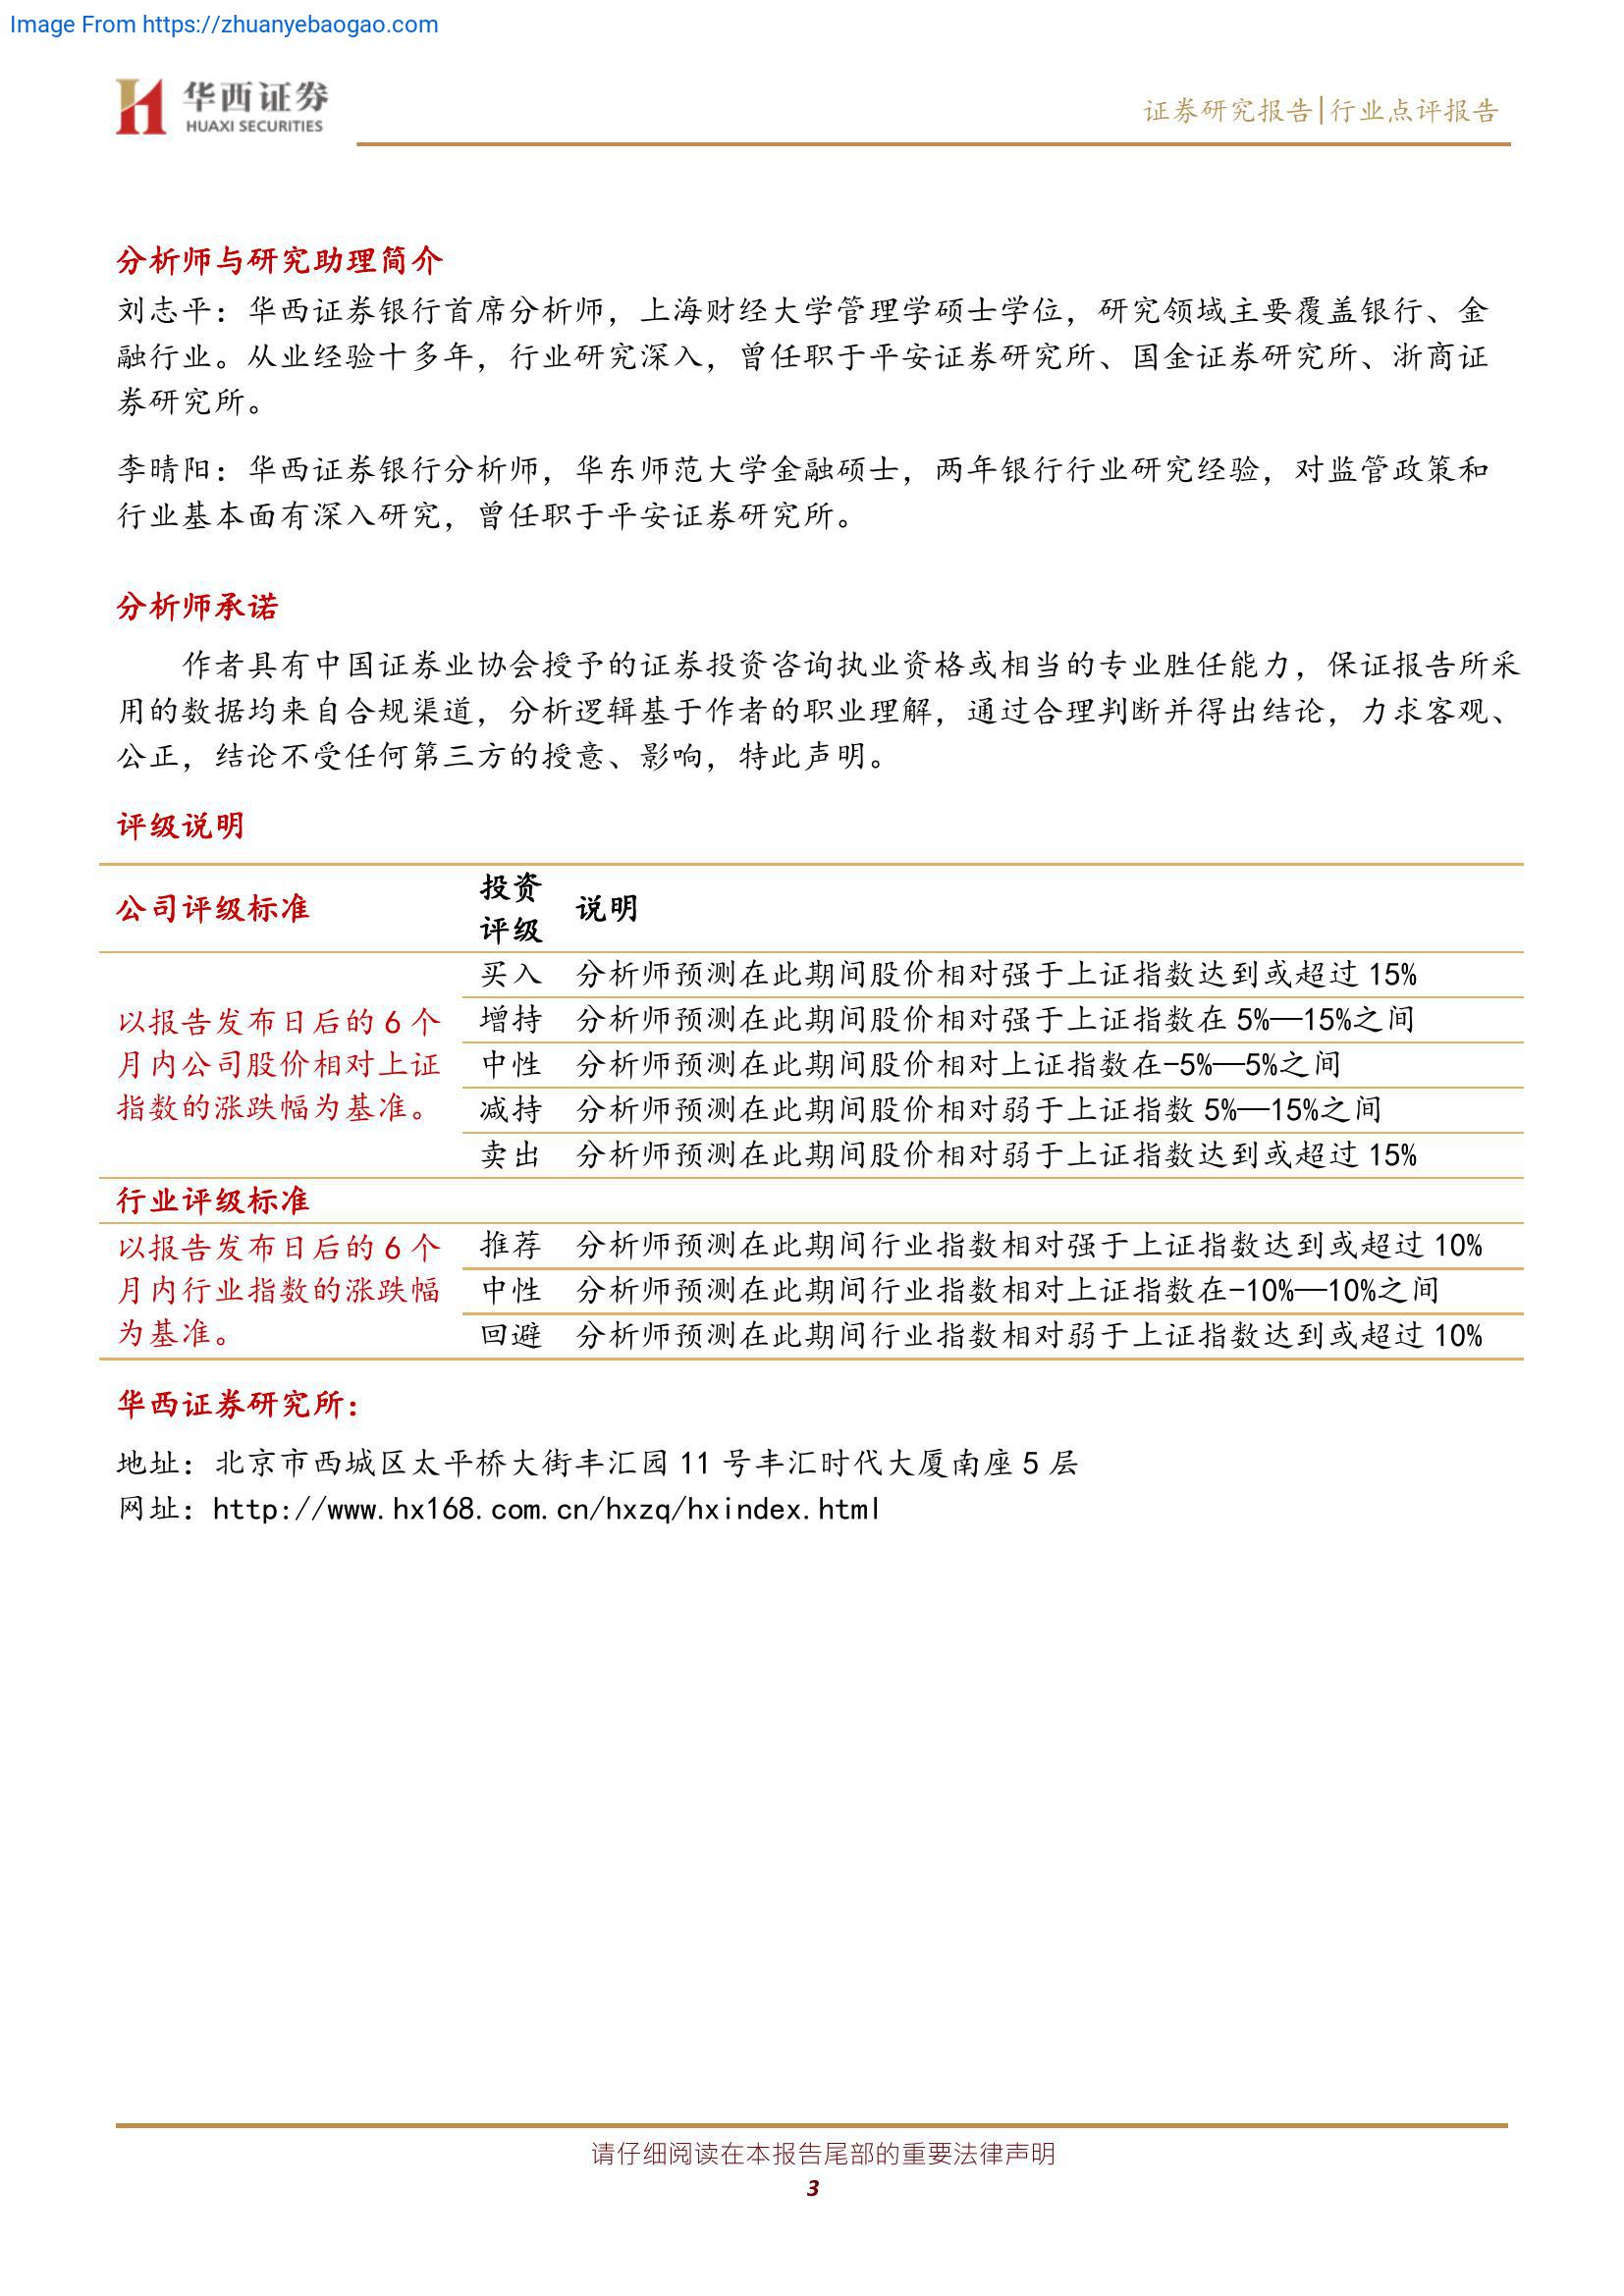 Image From https://zhuanyebaogao.com
华西证券
HUAXI SECURITIES
证券研究报告|行业点评报告
分析师与研究助理简介
刘志平：华西证券银行首席分析师，上海财经大学管理学硕士学位，研究领域主要覆盖银行、金
融行业。从业经验十多年，行业研究深入，曾任职于平安证券研究所、国金证券研究所、浙商证
券研究所。
李晴阳：华西证券银行分析师，华东师范大学金融硕士，两年银行行业研究经验，对监管政策和
行业基本面有深入研究，曾任职于平安证券研究所。
分析师承诺
作者具有中国证券业协会授予的证券投资咨询执业资格或相当的专业胜任能力，保证报告所采
用的数据均来自合规渠道，分析逻辑基于作者的职业理解，通过合理判断并得出结论，力求客观、
公正，结论不受任何第三方的授意、影响，特此声明。
评级说明
公司评级标准
投资
评级
说明
以报告发布日后的 6 个
月内公司股价相对上证
指数的涨跌幅为基准。
买入 分析师预测在此期间股价相对强于上证指数达到或超过 15%
增持 分析师预测在此期间股价相对强于上证指数在 5%—15%之间
中性 分析师预测在此期间股价相对上证指数在-5%—5%之间
减持 分析师预测在此期间股价相对弱于上证指数 5%—15%之间
卖出 分析师预测在此期间股价相对弱于上证指数达到或超过 15%
行业评级标准
以报告发布日后的 6 个
月内行业指数的涨跌幅
为基准。
推荐 分析师预测在此期间行业指数相对强于上证指数达到或超过 10%
中性 分析师预测在此期间行业指数相对上证指数在-10%—10%之间
回避 分析师预测在此期间行业指数相对弱于上证指数达到或超过 10%
华西证券研究所：
地址：北京市西城区太平桥大街丰汇园 11 号丰汇时代大厦南座 5 层
网址：http://www.hx168.com.cn/hxzq/hxindex.html
请仔细阅读在本报告尾部的重要法律声明
3